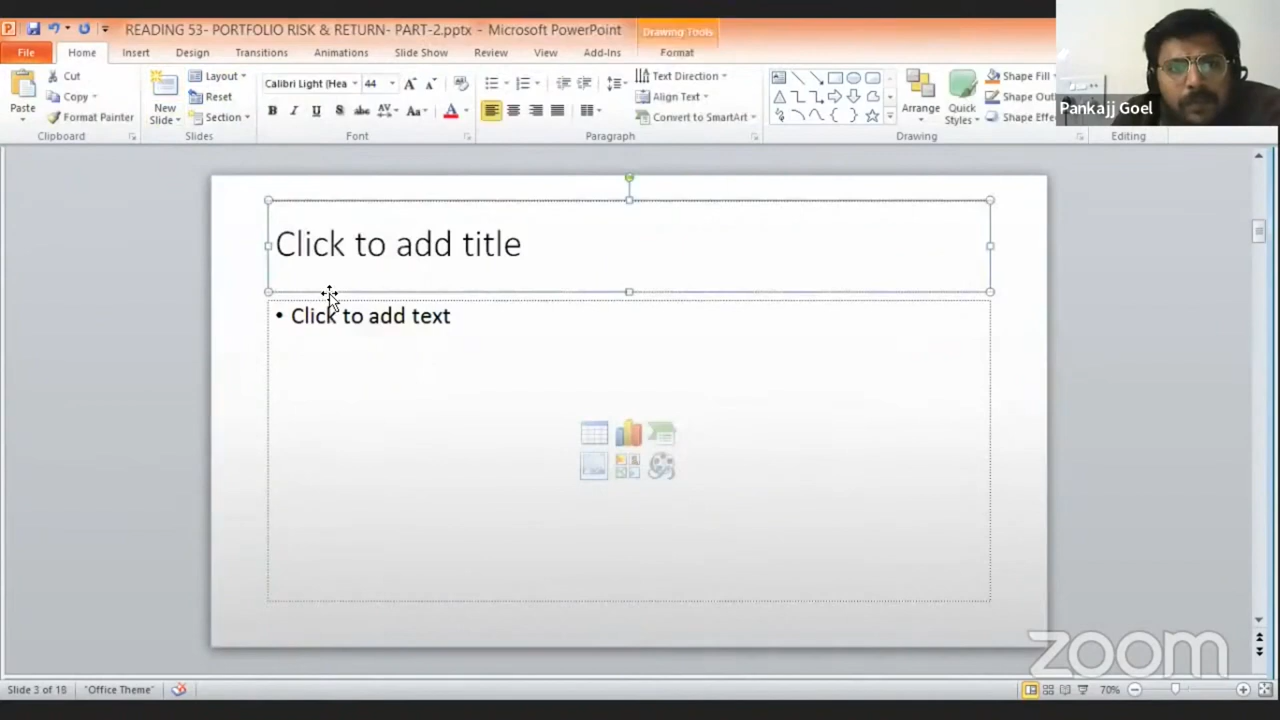 READING 53- PORTFOLIO RISK & RETURN- PART-2.pptx - Microsoft PowerPoint
Drawing Tools
File Home Insert Design Transitions Animations Slide Show Review View Add-Ins Format
Paste
Cut
Copy
Format Painter
Clipboard
New Slide
Layout
Reset
Section
Slides
Calibri Light (Hea 44
B I U S abc AV Aa A
Font
Text Direction
Align Text
Convert to SmartArt
Paragraph
Arrange
Quick Styles
Shape Fill
Shape Out
Shape Effe
Drawing
Editing
Pankajj Goel
Click to add title
• Click to add text
zoom
Slide 3 of 18 "Office Theme" 70%